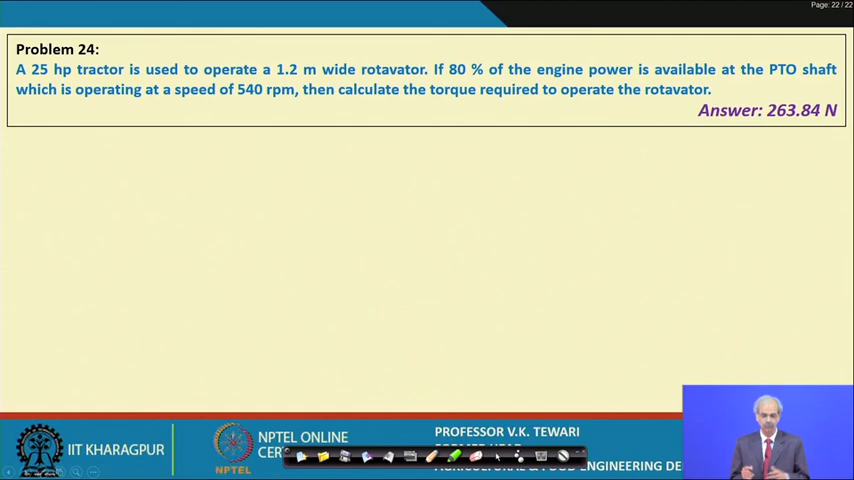 Page: 22 / 22
Problem 24:
A 25 hp tractor is used to operate a 1.2 m wide rotavator. If 80 % of the engine power is available at the PTO shaft
which is operating at a speed of 540 rpm, then calculate the torque required to operate the rotavator.
Answer: 263.84 N
IIT KHARAGPUR
NPTEL
NPTEL ONLINE
PROFESSOR V.K. TEWARI
AGRICULTURAL & FOOD ENGINEERING DE